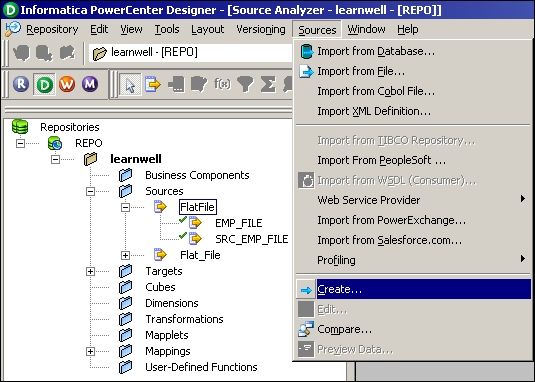 Informatica PowerCenter Designer - [Source Analyzer - learnwell - [REPO]]
Repository Edit View Tools Layout Versioning Sources Window Help
learnwell - [REPO]
R D W M
f(x)
Repositories
REPO
learnwell
Business Components
Sources
FlatFile
EMP_FILE
SRC_EMP_FILE
Flat_File
Targets
Cubes
Dimensions
Transformations
Mapplets
Mappings
User-Defined Functions
Import from Database...
Import from File...
Import from Cobol File...
Import XML Definition...
Import from TIBCO Repository...
Import From PeopleSoft ...
Import from WSDL (Consumer)...
Web Service Provider
Import from PowerExchange...
Import from Salesforce.com...
Profiling
Create...
Edit...
Compare...
Preview Data...